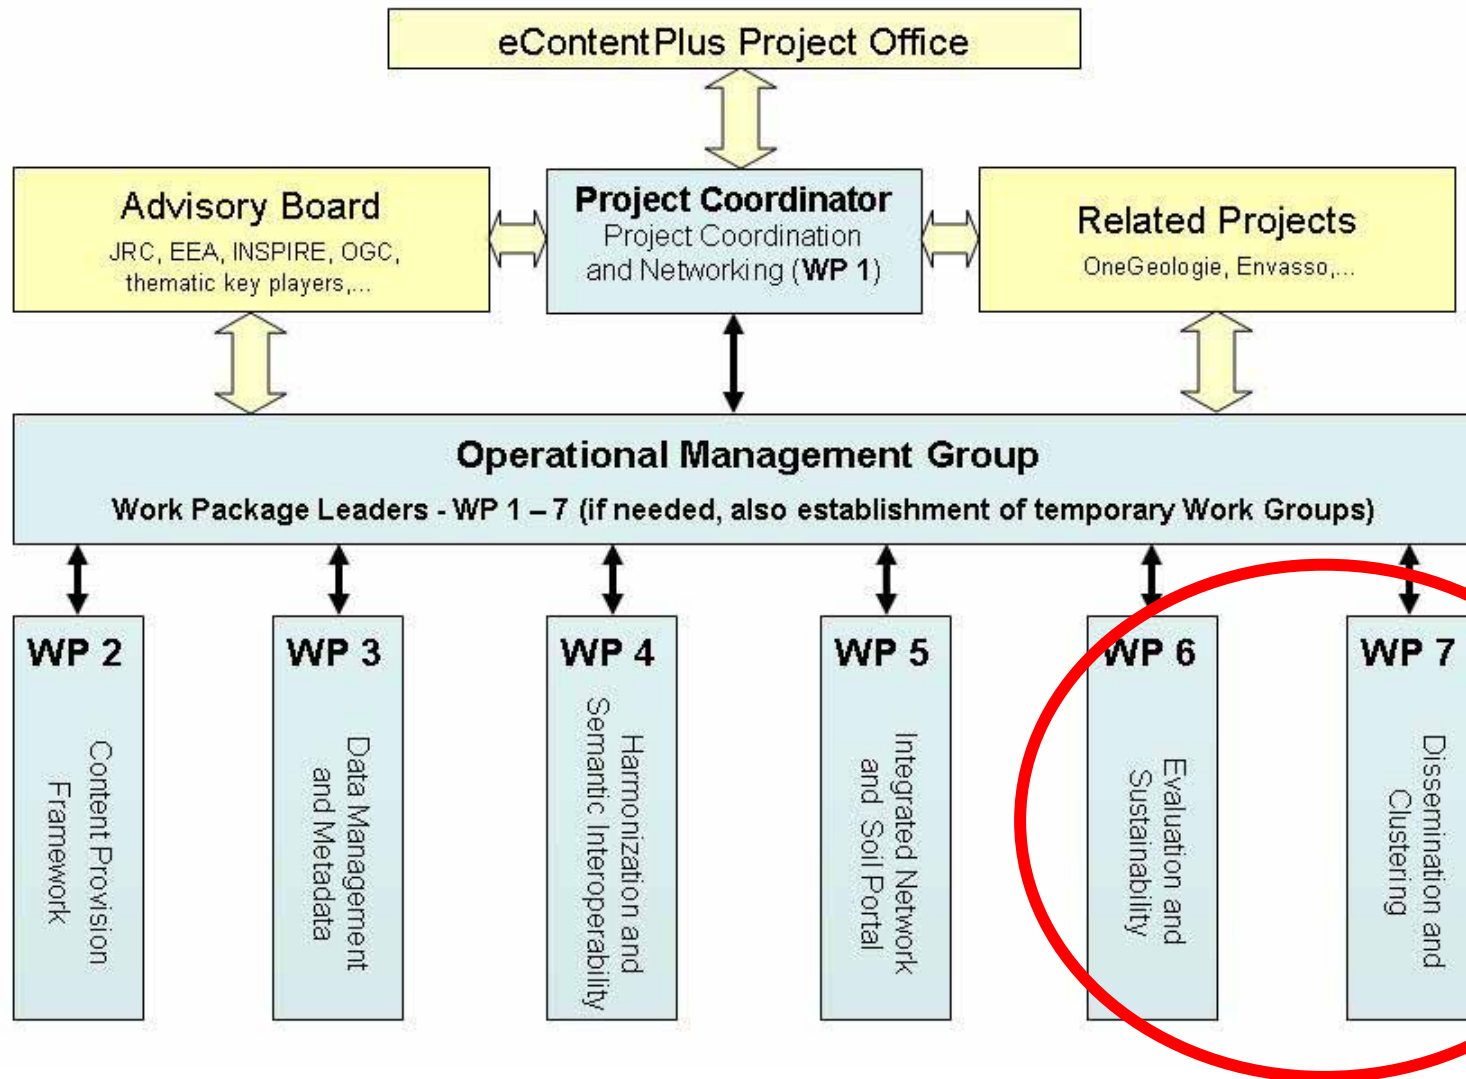 eContentPlus Project Office
Advisory Board
JRC, EEA, INSPIRE, OGC,
thematic key players,...
Project Coordinator
Project Coordination
and Networking (WP 1)
Related Projects
OneGeologie, Envasso,...
Operational Management Group
Work Package Leaders - WP 1 – 7 (if needed, also establishment of temporary Work Groups)
WP 2
Content Provision
Framework
WP 3
Data Management
and Metadata
WP 4
Harmonization and
Semantic Interoperability
WP 5
Integrated Network
and Soil Portal
WP 6
Evaluation and
Sustainability
WP 7
Dissemination and
Clustering